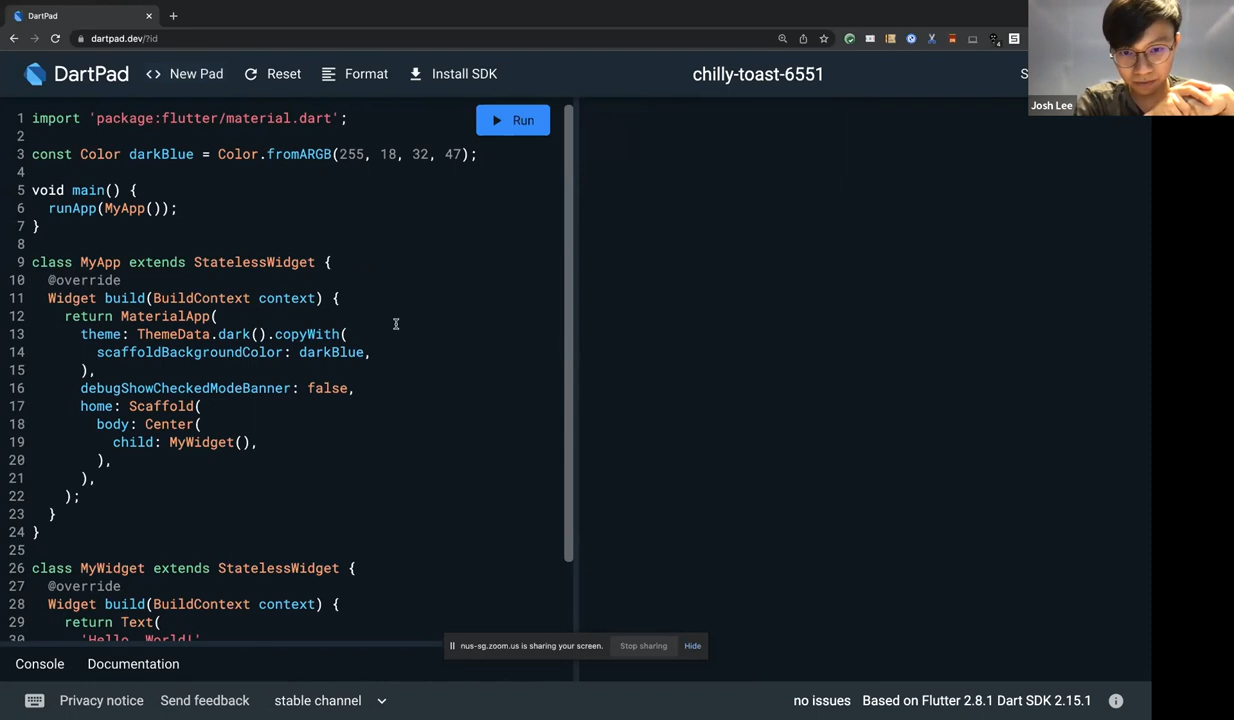 DartPad
dartpad.dev/?id
DartPad
<> New Pad
Reset
Format
Install SDK
chilly-toast-6551
S
Josh Lee
Run
1 import 'package:flutter/material.dart';
2
3 const Color darkBlue = Color.fromARGB(255, 18, 32, 47);
4
5 void main() {
6   runApp(MyApp());
7 }
8
9 class MyApp extends StatelessWidget {
10   @override
11   Widget build(BuildContext context) {
12     return MaterialApp(
13       theme: ThemeData.dark().copyWith(
14         scaffoldBackgroundColor: darkBlue,
15       ),
16       debugShowCheckedModeBanner: false,
17       home: Scaffold(
18         body: Center(
19           child: MyWidget(),
20         ),
21       ),
22     );
23   }
24 }
25
26 class MyWidget extends StatelessWidget {
27   @override
28   Widget build(BuildContext context) {
29     return Text(
30       'Hello, World!'
nus-sg.zoom.us is sharing your screen.
Stop sharing
Hide
Console
Documentation
Privacy notice
Send feedback
stable channel
no issues
Based on Flutter 2.8.1 Dart SDK 2.15.1